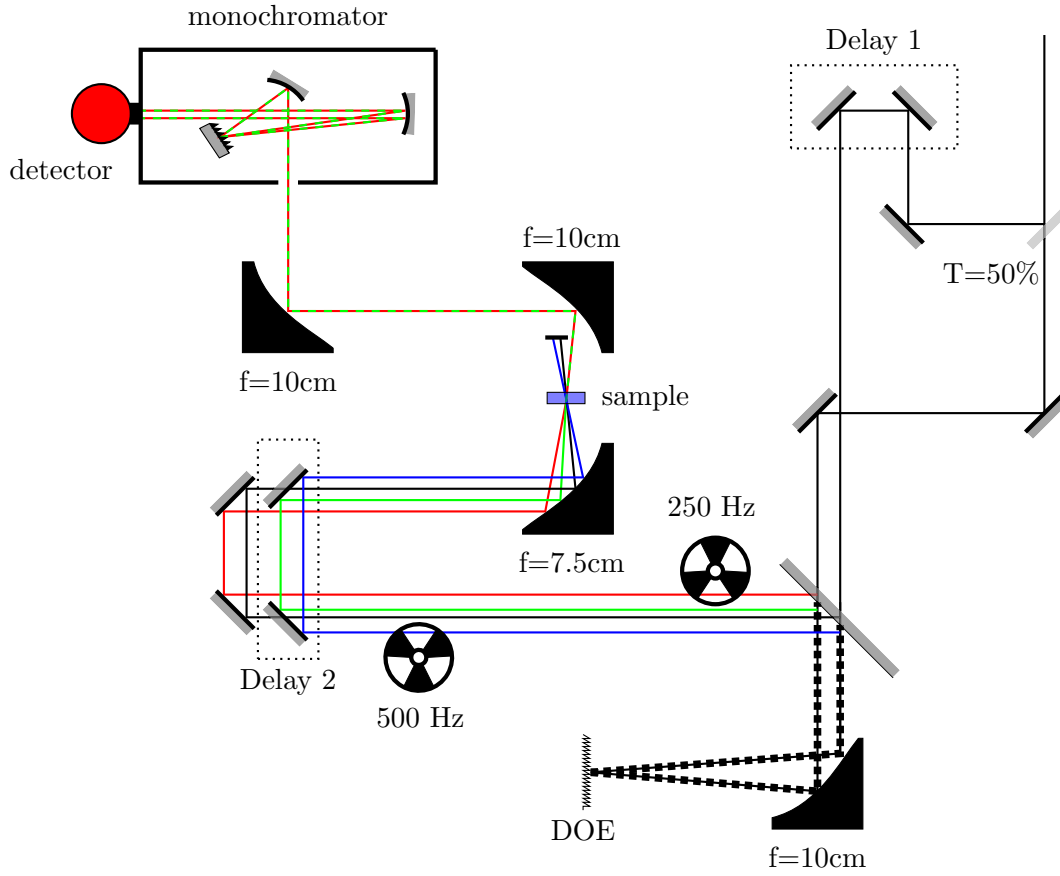 monochromator
Delay 1
detector
f=10cm
T=50%
f=10cm
sample
250 Hz
f=7.5cm
Delay 2
500 Hz
DOE
f=10cm